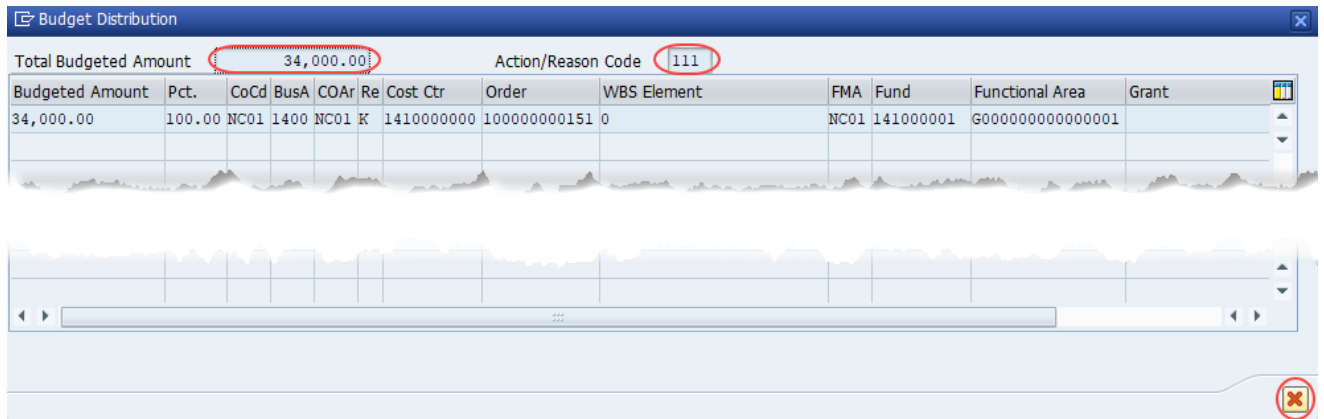 Budget Distribution
Total Budgeted Amount 34,000.00 Action/Reason Code 111
Budgeted Amount Pct. CoCd BusA COAr Re Cost Ctr Order WBS Element FMA Fund Functional Area Grant
34,000.00 100.00 NC01 1400 NC01 K 1410000000 100000000151 0 NC01 141000001 G000000000000001